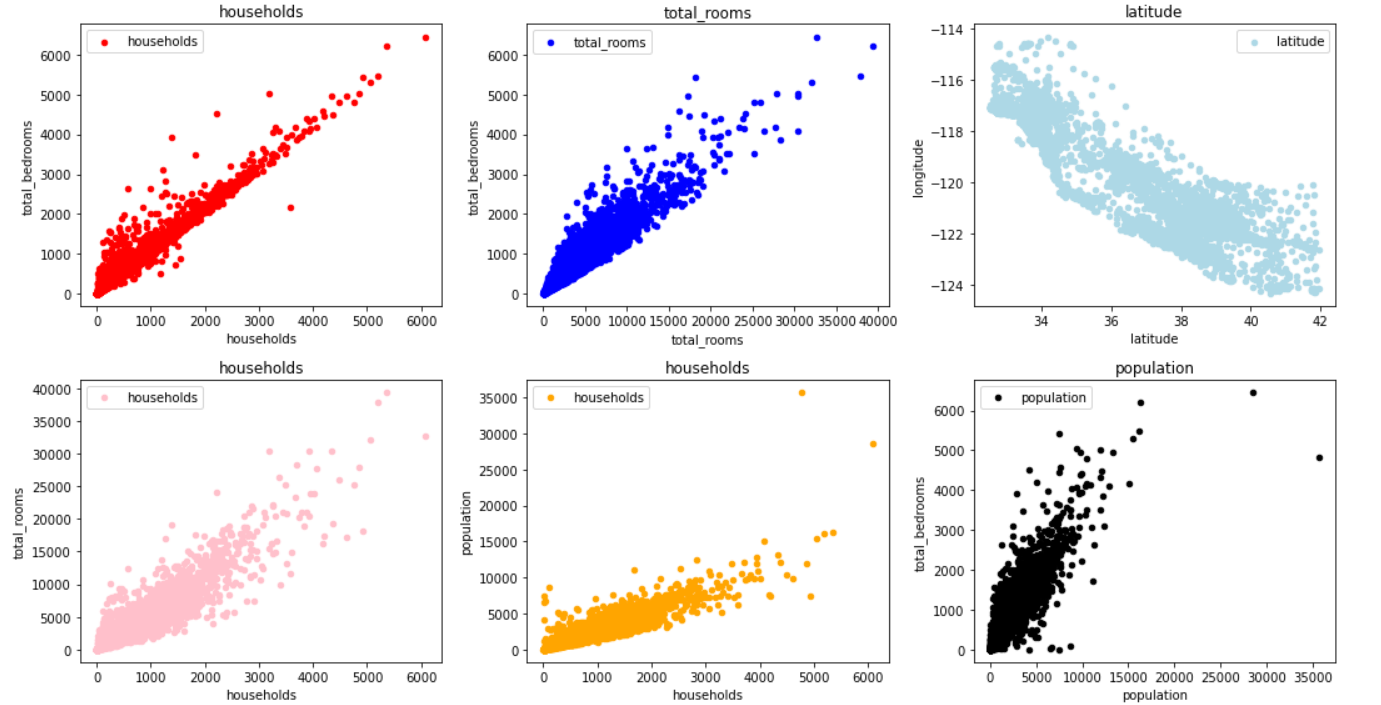 households
households
total_bedrooms
6000
5000
4000
3000
2000
1000
0
0 1000 2000 3000 4000 5000 6000
households
total_rooms
total_rooms
total_bedrooms
6000
5000
4000
3000
2000
1000
0
0 5000 10000 15000 20000 25000 30000 35000 40000
total_rooms
latitude
latitude
longitude
−114
−116
−118
−120
−122
−124
34 36 38 40 42
latitude
households
households
total_rooms
40000
35000
30000
25000
20000
15000
10000
5000
0
0 1000 2000 3000 4000 5000 6000
households
households
households
population
35000
30000
25000
20000
15000
10000
5000
0
0 1000 2000 3000 4000 5000 6000
households
population
population
total_bedrooms
6000
5000
4000
3000
2000
1000
0
0 5000 10000 15000 20000 25000 30000 35000
population